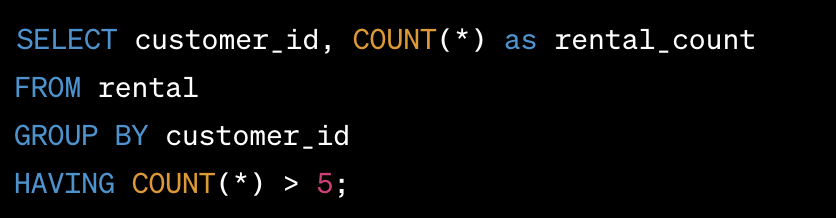 SELECT customer_id, COUNT(*) as rental_count
FROM rental
GROUP BY customer_id
HAVING COUNT(*) > 5;